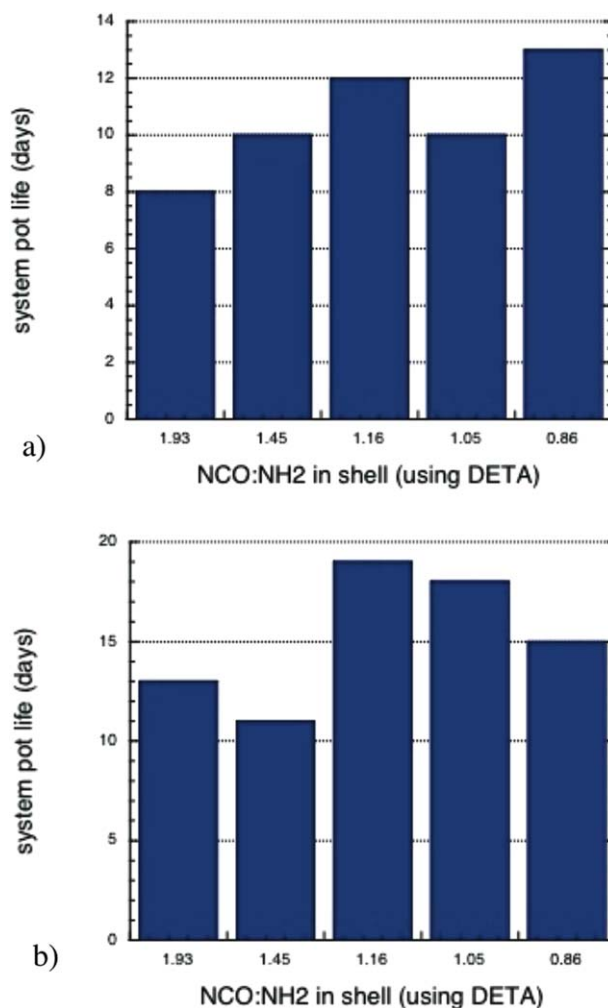 system pot life (days)
14
12
10
8
6
4
2
0
1.93 1.45 1.16 1.05 0.86
a)
NCO:NH2 in shell (using DETA)
system pot life (days)
20
15
10
5
0
1.93 1.45 1.16 1.05 0.86
b)
NCO:NH2 in shell (using DETA)